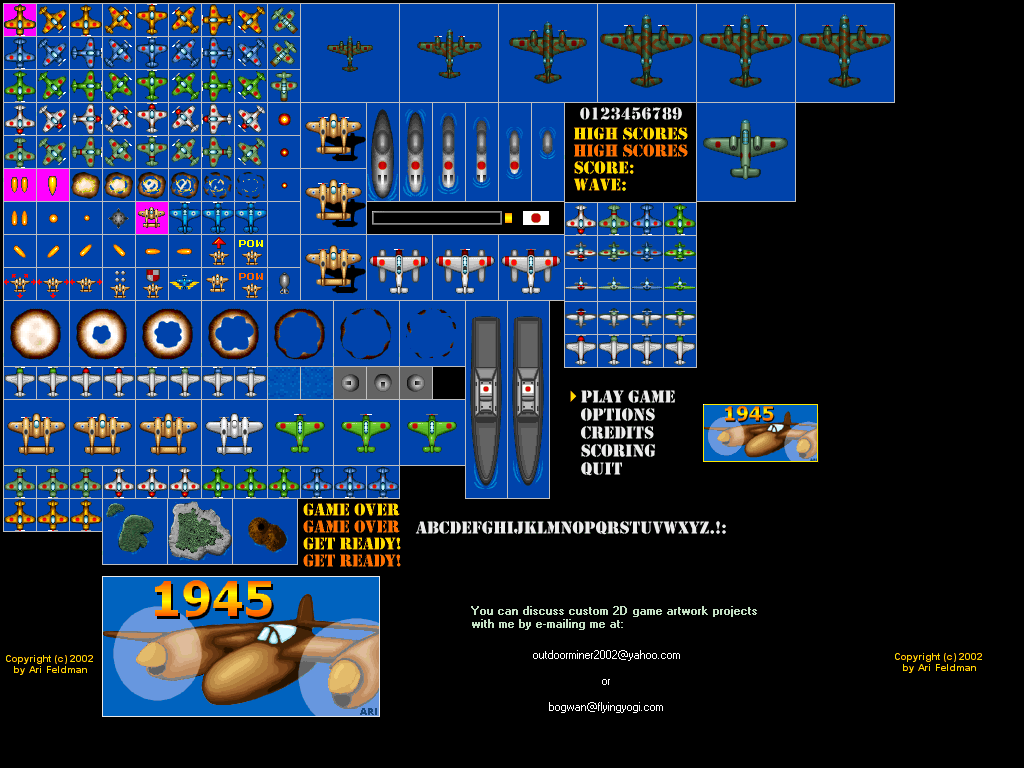 0123456789
HIGH SCORES
HIGH SCORES
SCORE:
WAVE:
POW
POW
PLAY GAME
OPTIONS
CREDITS
SCORING
QUIT
1945
GAME OVER
GAME OVER
GET READY!
GET READY!
ABCDEFGHIJKLMNOPQRSTUVWXYZ.!:
1945
ARI
You can discuss custom 2D game artwork projects
with me by e-mailing me at:
outdoorminer2002@yahoo.com
or
bogwan@flyingyogi.com
Copyright (c) 2002
by Ari Feldman
Copyright (c) 2002
by Ari Feldman